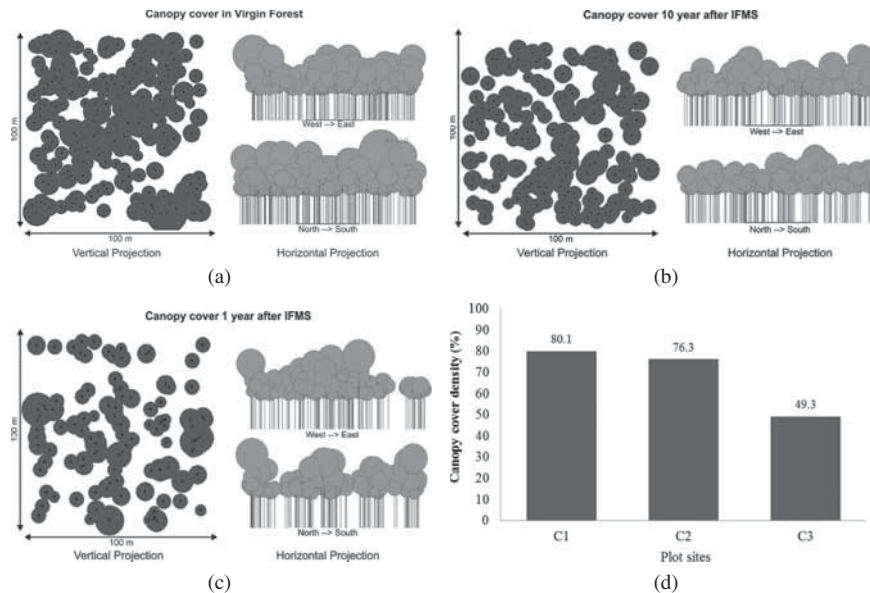 Canopy cover in Virgin Forest
100 m
West --> East
North --> South
100 m
Vertical Projection
Horizontal Projection
(a)
Canopy cover 10 year after IFMS
100 m
West --> East
North --> South
100 m
Vertical Projection
Horizontal Projection
(b)
Canopy cover 1 year after IFMS
130 m
West --> East
North --> South
100 m
Vertical Projection
Horizontal Projection
(c)
Canopy cover density (%)
100
90
80
70
60
50
40
30
20
10
0
80.1
76.3
49.3
C1
C2
C3
Plot sites
(d)